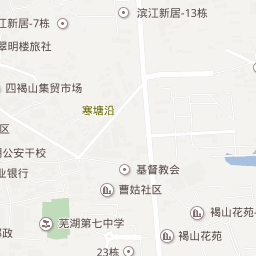 滨江新居-13栋
江新居-7栋
翠明楼旅社
四褐山集贸市场
寒塘沿
区
公安干校
业银行
基督教会
曹姑社区
褐山花苑-
芜湖第七中学
邮政
褐山花苑
23栋